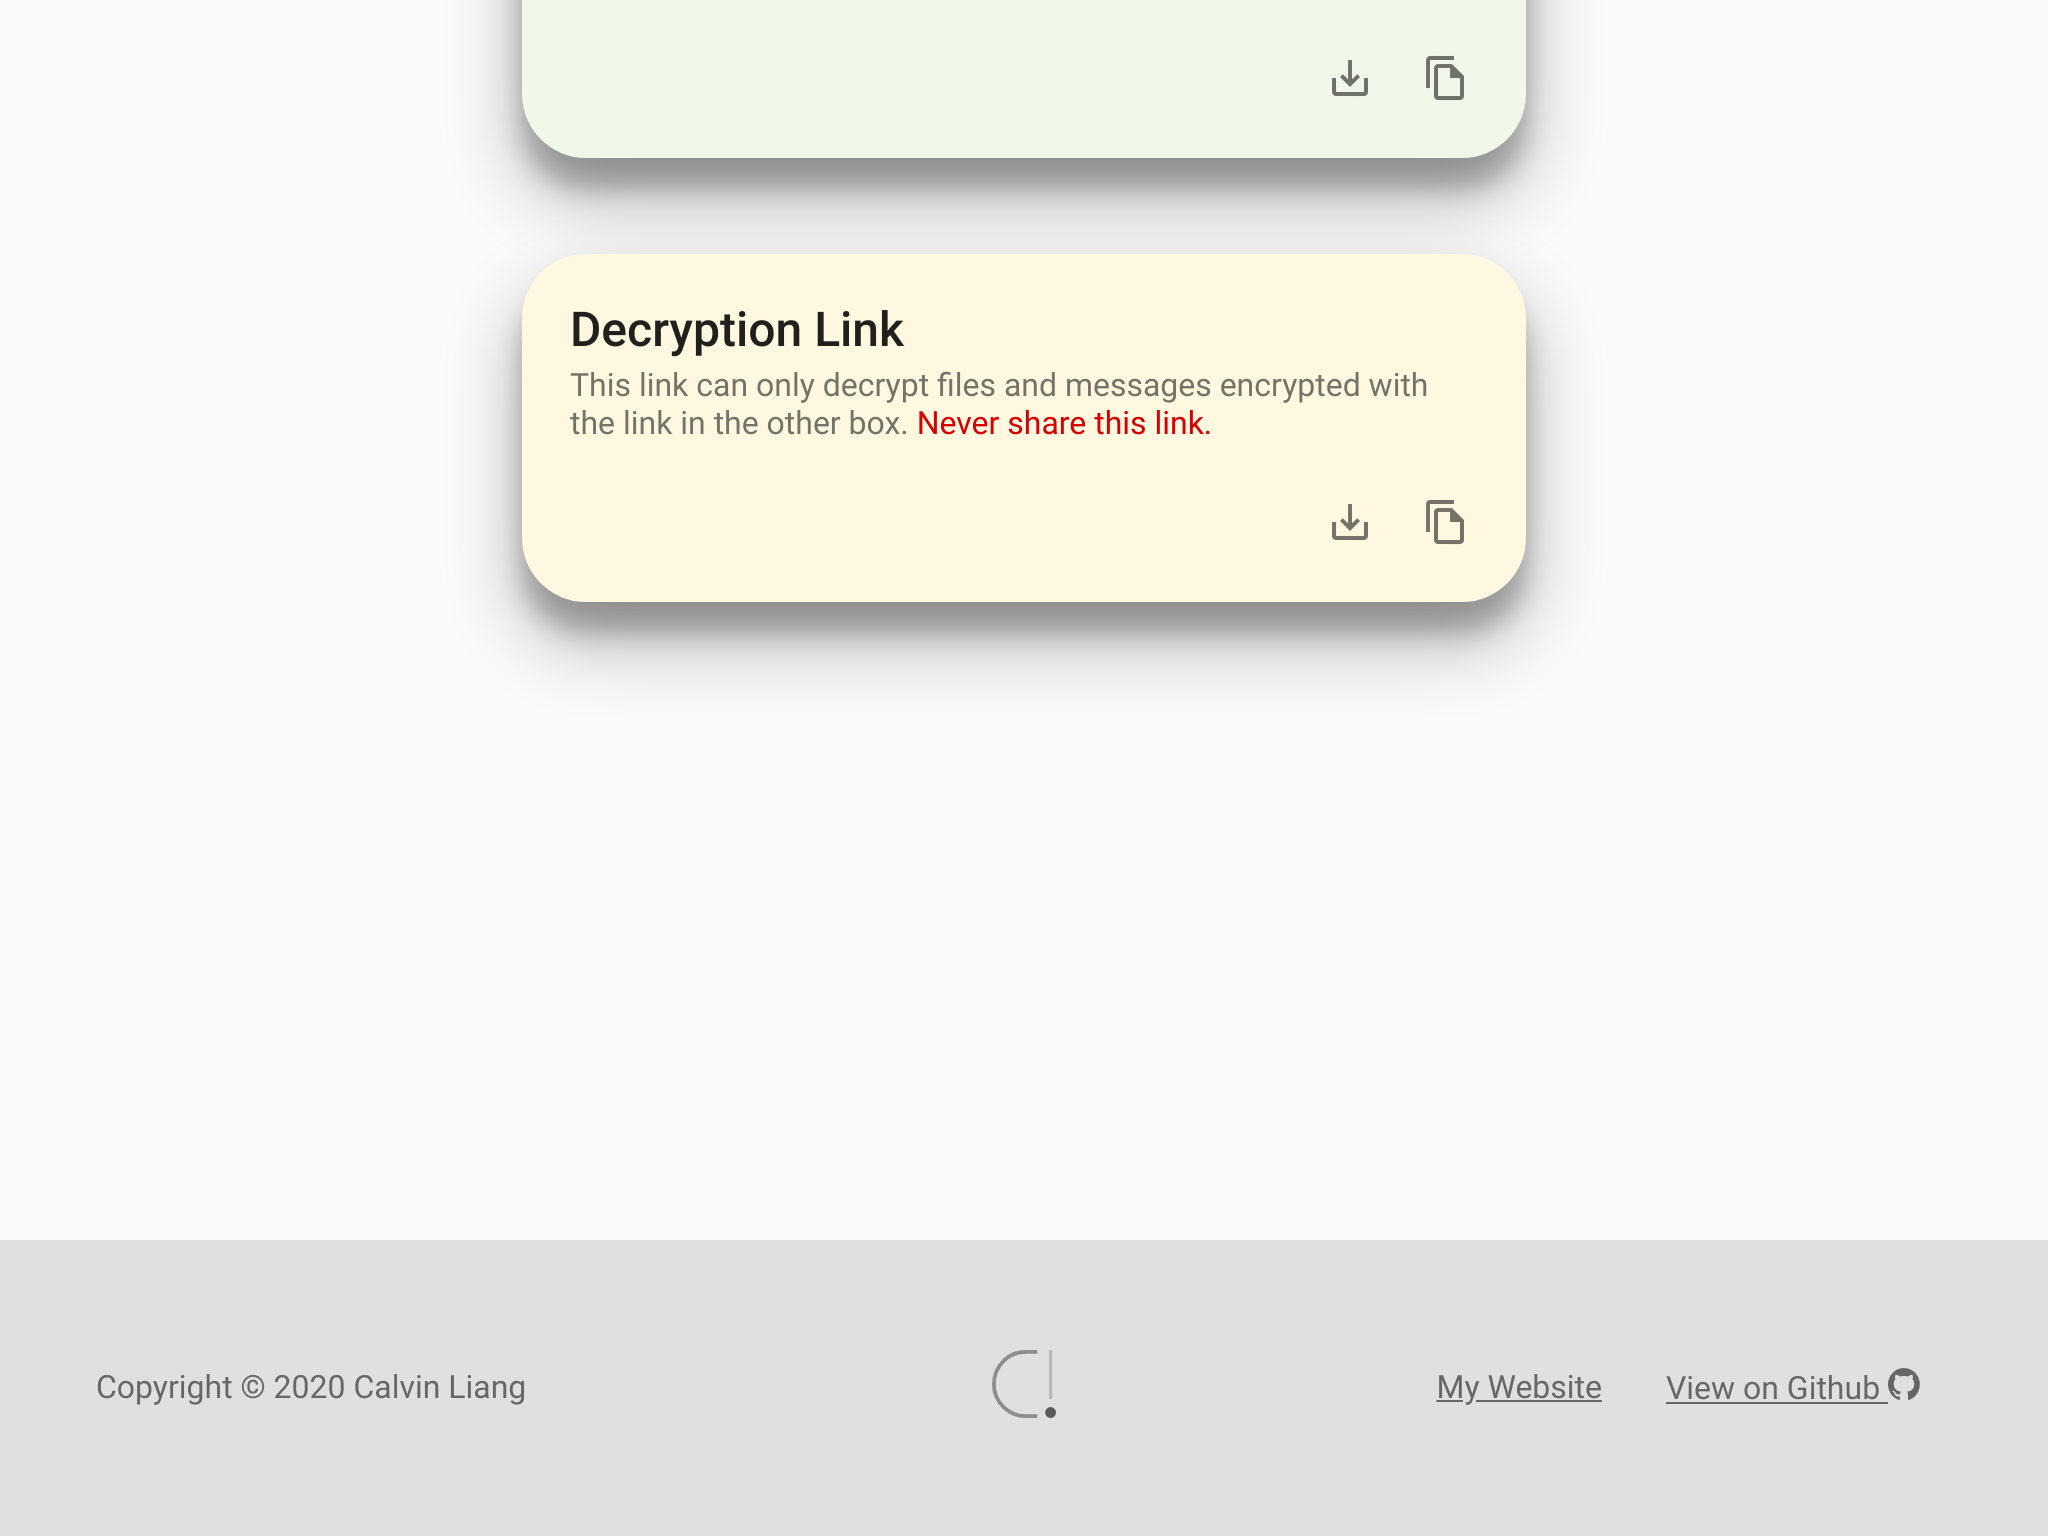 Decryption Link
This link can only decrypt files and messages encrypted with
the link in the other box. Never share this link.
Copyright © 2020 Calvin Liang
My Website
View on Github